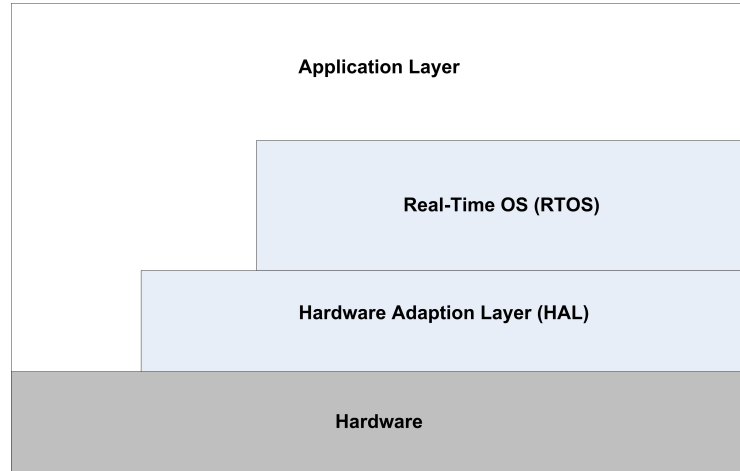 Application Layer
Real-Time OS (RTOS)
Hardware Adaption Layer (HAL)
Hardware